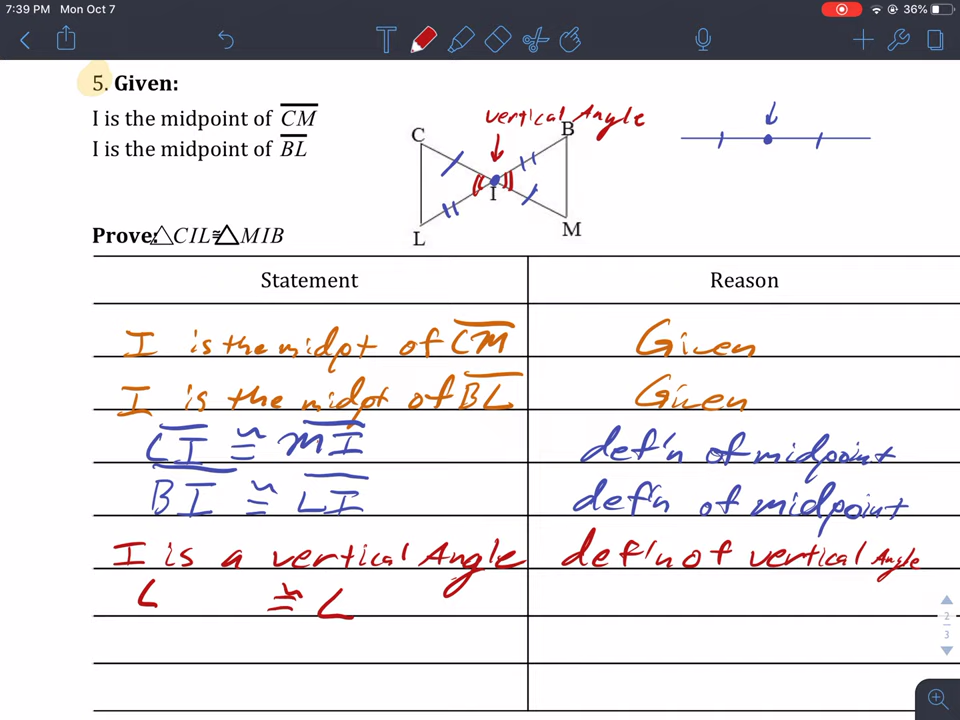 7:39 PM Mon Oct 7
36%
5. Given:
I is the midpoint of CM
I is the midpoint of BL
vertical Angle
C
B
I
L
M
Prove: △CIL≅△MIB
Statement
Reason
I is the midpt of CM
Given
I is the midpt of BL
Given
CI ≅ MI
def'n of midpoint
BI ≅ LI
def'n of midpoint
I is a vertical Angle
def'n of vertical Angle
∠ ≅ ∠
2
3